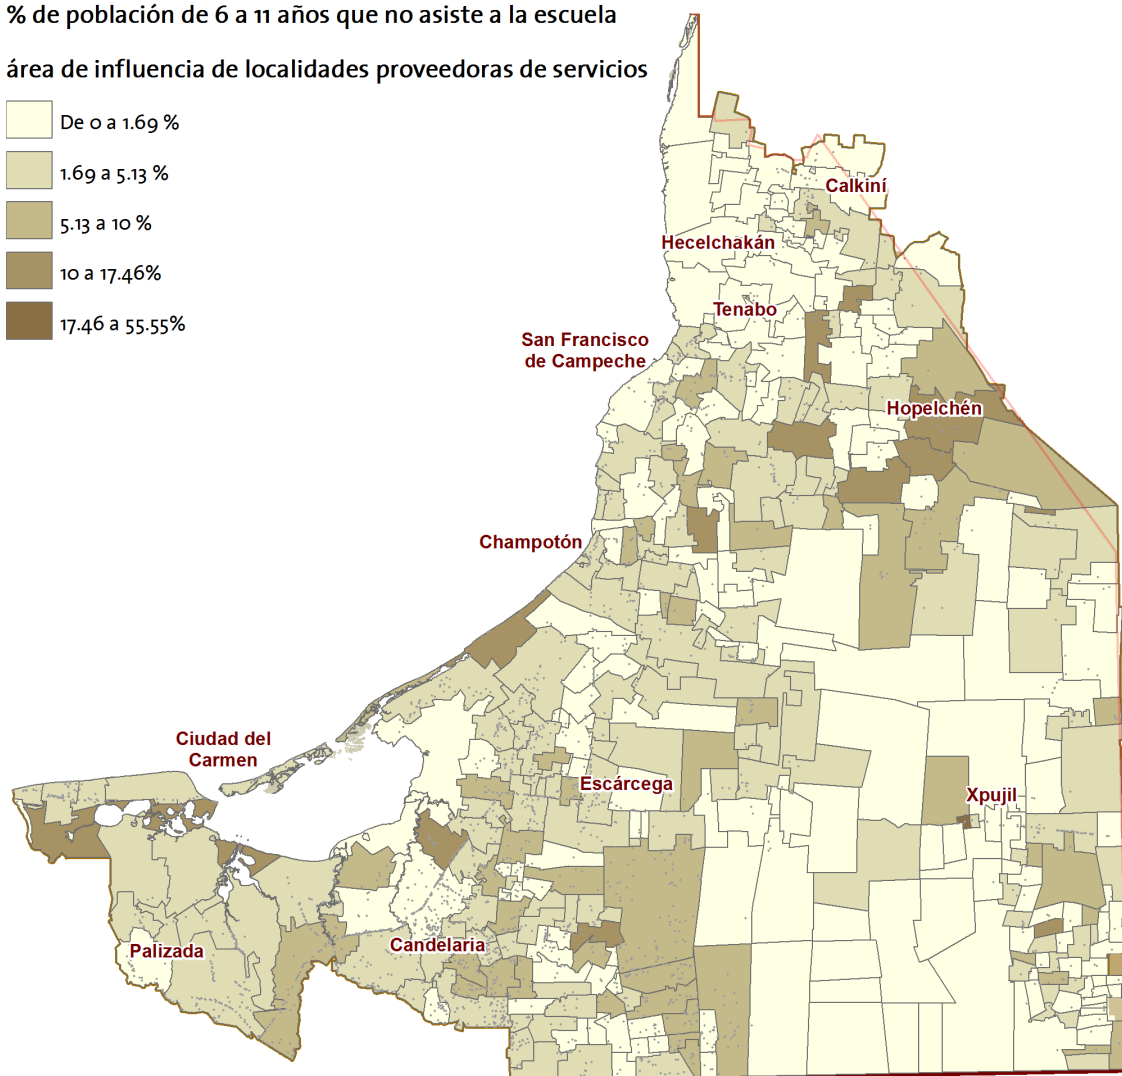 % de población de 6 a 11 años que no asiste a la escuela
área de influencia de localidades proveedoras de servicios
De 0 a 1.69 %
1.69 a 5.13 %
5.13 a 10 %
10 a 17.46%
17.46 a 55.55%
Calkiní
Hecelchakán
Tenabo
San Francisco
de Campeche
Hopelchén
Champotón
Ciudad del
Carmen
Escárcega
Xpujil
Candelaria
Palizada